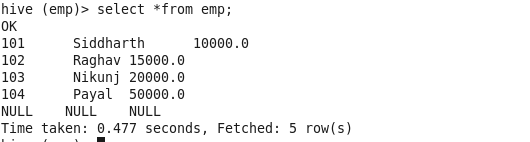 hive (emp)> select *from emp;
OK
101 Siddharth 10000.0
102 Raghav 15000.0
103 Nikunj 20000.0
104 Payal 50000.0
NULL NULL NULL
Time taken: 0.477 seconds, Fetched: 5 row(s)